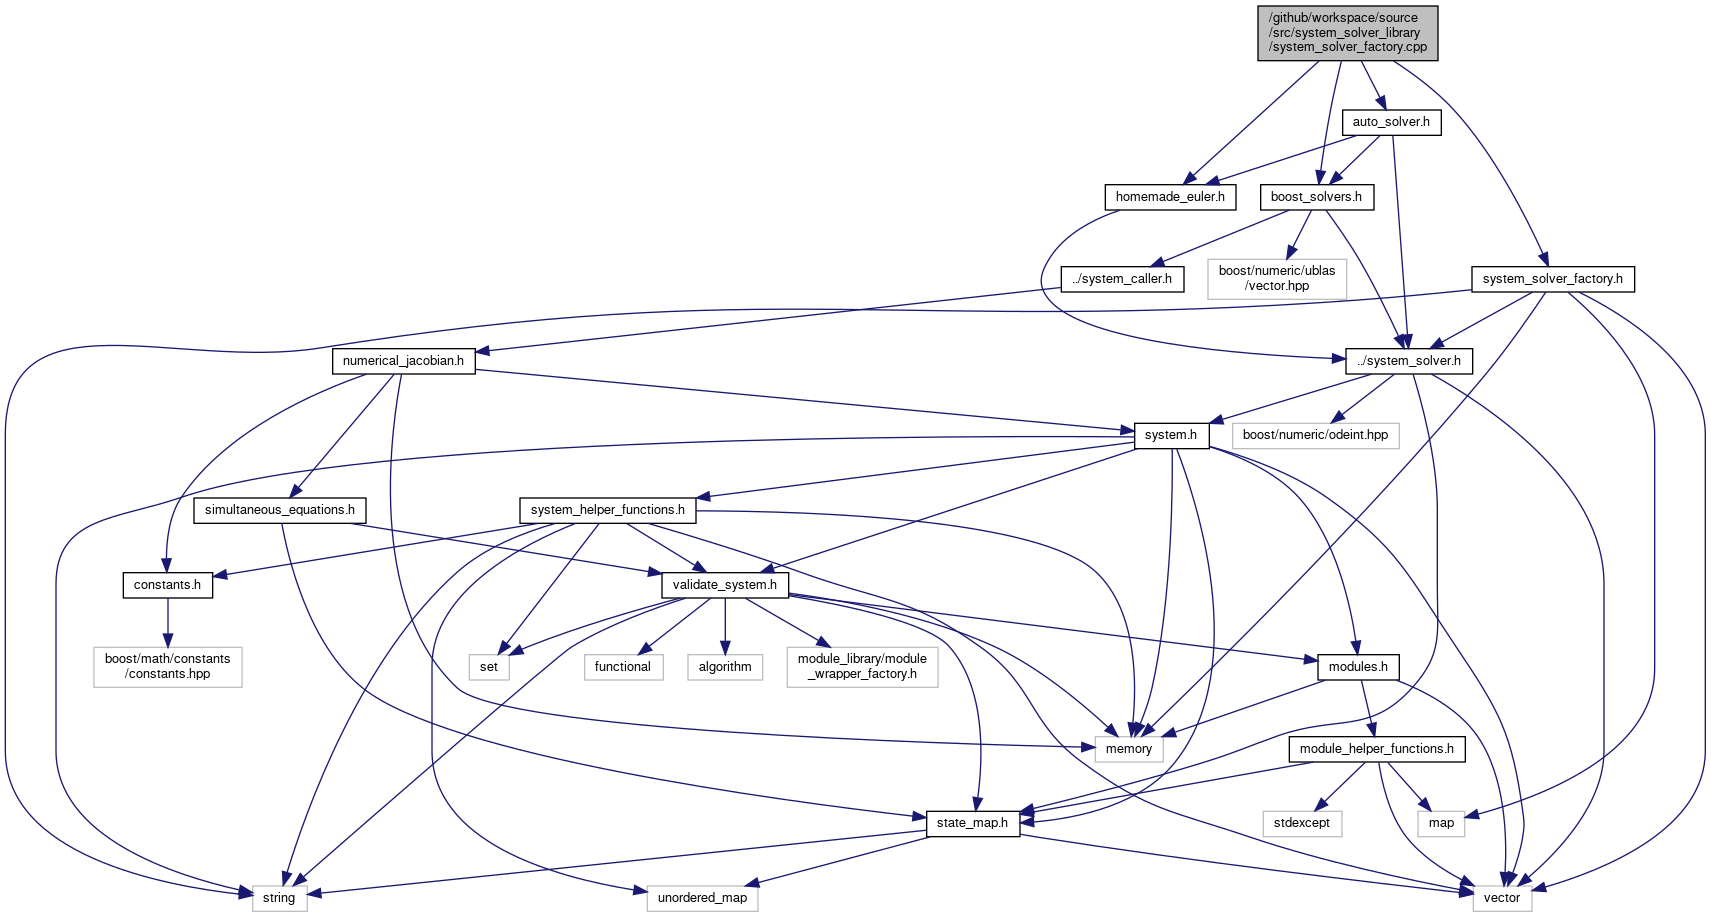 /github/workspace/source
/src/system_solver_library
/system_solver_factory.cpp
auto_solver.h
homemade_euler.h
boost_solvers.h
../system_caller.h
boost/numeric/ublas
/vector.hpp
system_solver_factory.h
numerical_jacobian.h
../system_solver.h
system.h
boost/numeric/odeint.hpp
simultaneous_equations.h
system_helper_functions.h
constants.h
validate_system.h
boost/math/constants
/constants.hpp
set
functional
algorithm
module_library/module
_wrapper_factory.h
modules.h
memory
module_helper_functions.h
state_map.h
stdexcept
map
string
unordered_map
vector